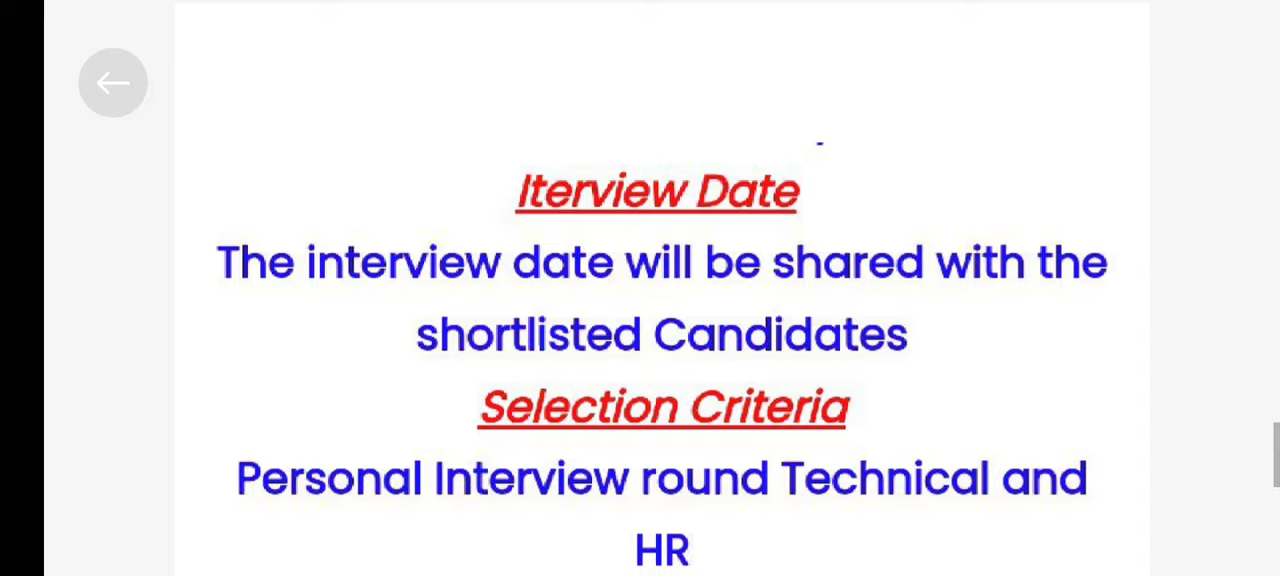 Iterview Date
The interview date will be shared with the
shortlisted Candidates
Selection Criteria
Personal Interview round Technical and
HR